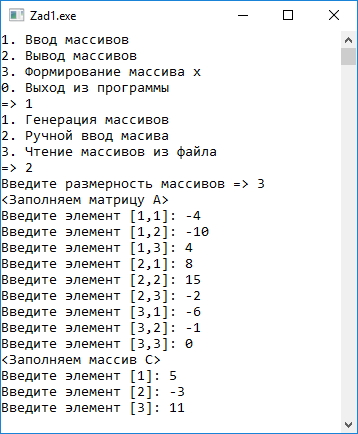 Zad1.exe
1. Ввод массивов
2. Вывод массивов
3. Формирование массива x
0. Выход из программы
=> 1
1. Генерация массивов
2. Ручной ввод масива
3. Чтение массивов из файла
=> 2
Введите размерность массивов => 3
<Заполняем матрицу A>
Введите элемент [1,1]: -4
Введите элемент [1,2]: -10
Введите элемент [1,3]: 4
Введите элемент [2,1]: 8
Введите элемент [2,2]: 15
Введите элемент [2,3]: -2
Введите элемент [3,1]: -6
Введите элемент [3,2]: -1
Введите элемент [3,3]: 0
<Заполняем массив C>
Введите элемент [1]: 5
Введите элемент [2]: -3
Введите элемент [3]: 11